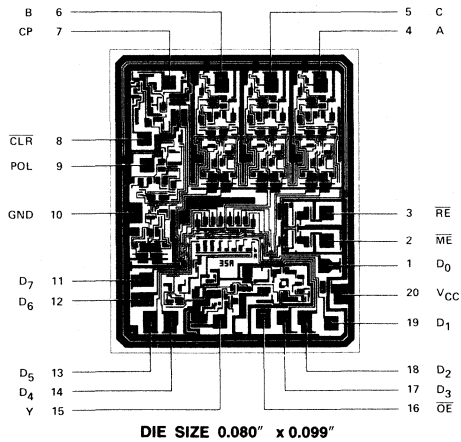 B 6
5 C
CP 7
4 A
CLR 8
POL 9
GND 10
3 RE
2 ME
1 D0
D7 11
D6 12
20 VCC
19 D1
D5 13
D4 14
Y 15
18 D2
17 D3
16 OE
DIE SIZE 0.080″ x 0.099″